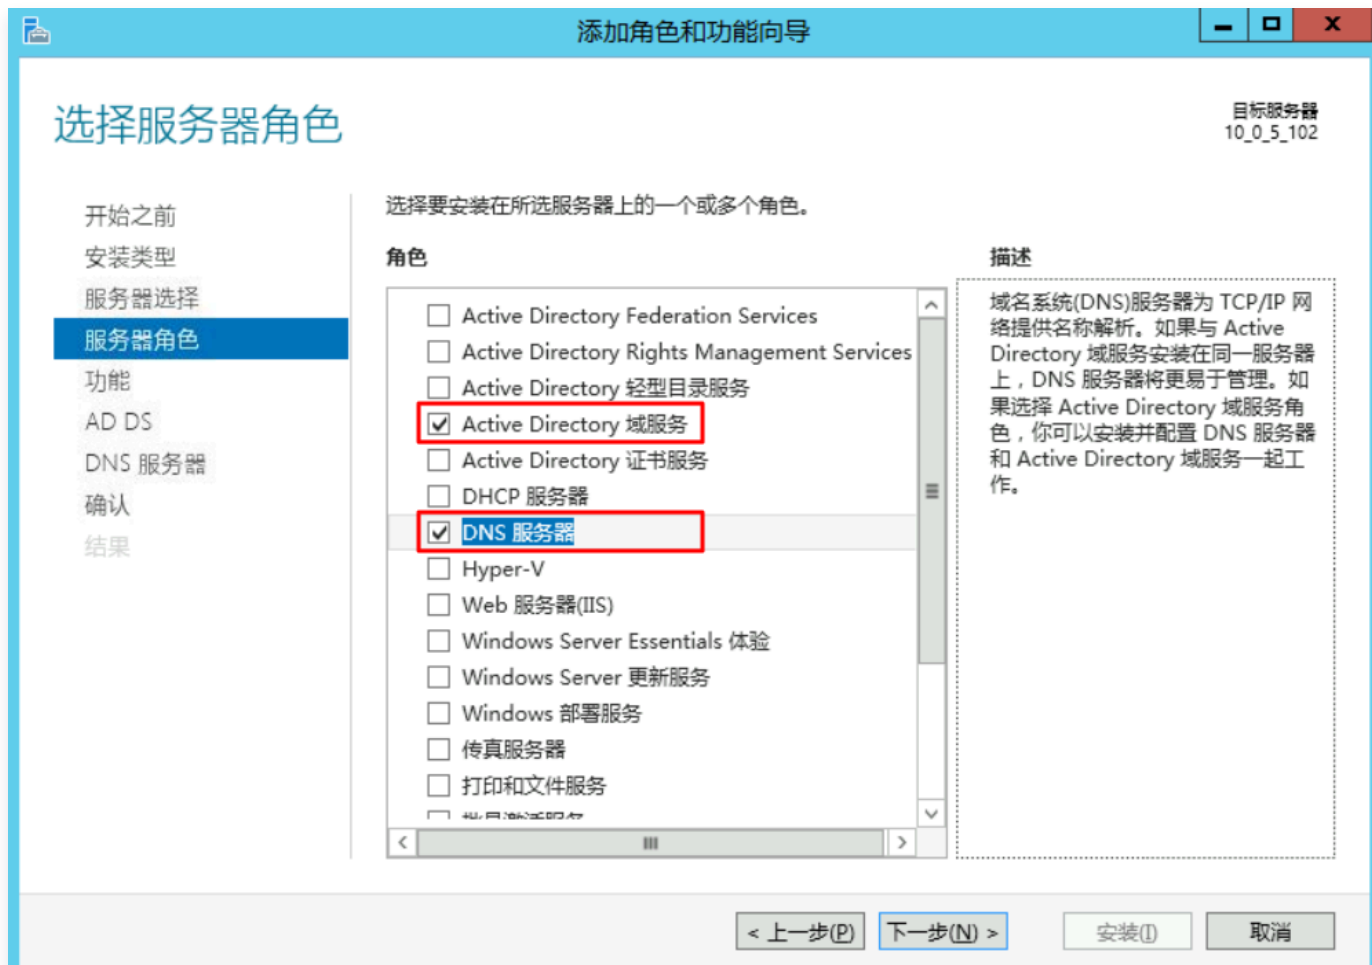 添加角色和功能向导
选择服务器角色
目标服务器
10_0_5_102
开始之前
安装类型
服务器选择
服务器角色
功能
AD DS
DNS 服务器
确认
结果
选择要安装在所选服务器上的一个或多个角色。
角色
Active Directory Federation Services
Active Directory Rights Management Services
Active Directory 轻型目录服务
Active Directory 域服务
Active Directory 证书服务
DHCP 服务器
DNS 服务器
Hyper-V
Web 服务器(IIS)
Windows Server Essentials 体验
Windows Server 更新服务
Windows 部署服务
传真服务器
打印和文件服务
批量激活服务
描述
域名系统(DNS)服务器为 TCP/IP 网
络提供名称解析。如果与 Active
Directory 域服务安装在同一服务器
上，DNS 服务器将更易于管理。如
果选择 Active Directory 域服务角
色，你可以安装并配置 DNS 服务器
和 Active Directory 域服务一起工
作。
< 上一步(P)
下一步(N) >
安装(I)
取消